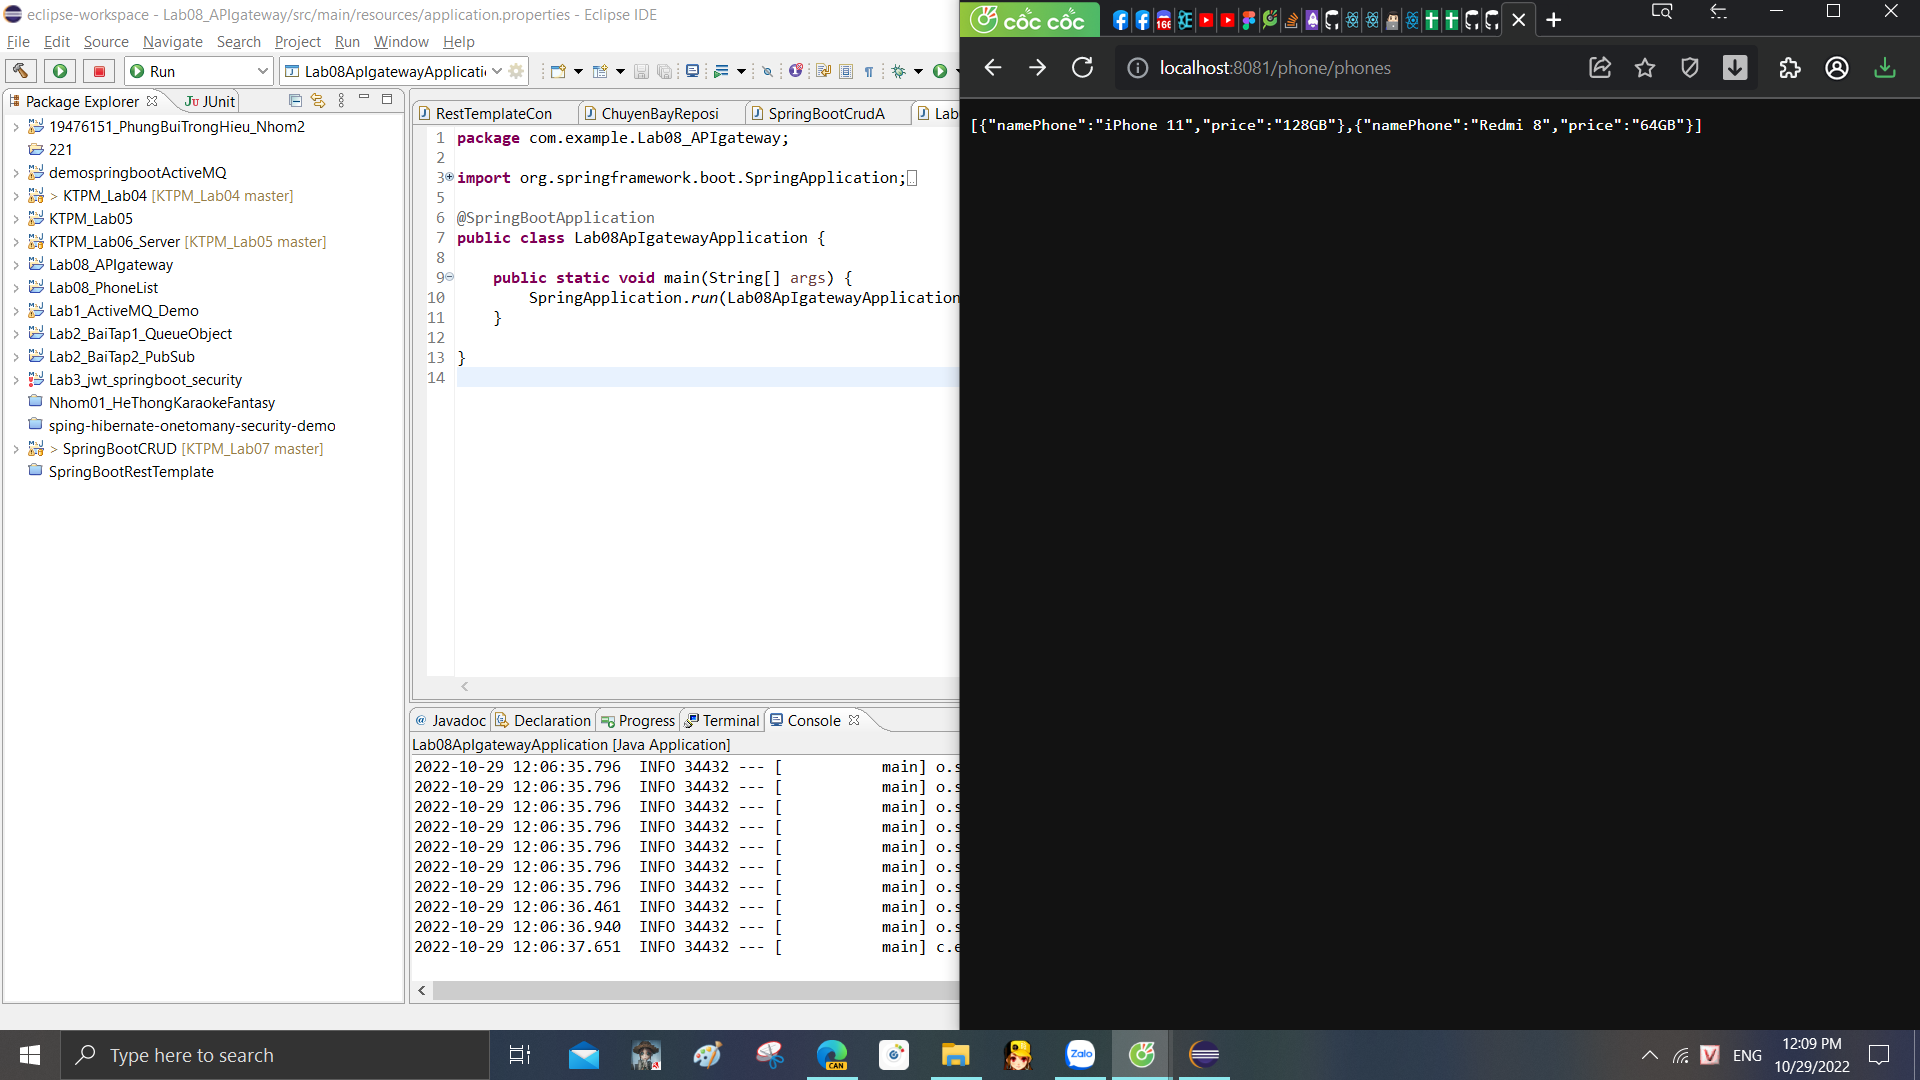 eclipse-workspace - Lab08_APIgateway/src/main/resources/application.properties - Eclipse IDE
File Edit Source Navigate Search Project Run Window Help
Run
Lab08ApIgatewayApplicati
Package Explorer
JUnit
19476151_PhungBuiTrongHieu_Nhom2
221
demospringbootActiveMQ
> KTPM_Lab04 [KTPM_Lab04 master]
KTPM_Lab05
KTPM_Lab06_Server [KTPM_Lab05 master]
Lab08_APIgateway
Lab08_PhoneList
Lab1_ActiveMQ_Demo
Lab2_BaiTap1_QueueObject
Lab2_BaiTap2_PubSub
Lab3_jwt_springboot_security
Nhom01_HeThongKaraokeFantasy
sping-hibernate-onetomany-security-demo
> SpringBootCRUD [KTPM_Lab07 master]
SpringBootRestTemplate
RestTemplateCon ChuyenBayReposi SpringBootCrudA Lab
1 package com.example.Lab08_APIgateway;
2
3 import org.springframework.boot.SpringApplication;
5
6 @SpringBootApplication
7 public class Lab08ApIgatewayApplication {
8
9 public static void main(String[] args) {
10 SpringApplication.run(Lab08ApIgatewayApplication
11 }
12
13 }
14
Javadoc Declaration Progress Terminal Console
Lab08ApIgatewayApplication [Java Application]
2022-10-29 12:06:35.796 INFO 34432 --- [ main] o.s
2022-10-29 12:06:35.796 INFO 34432 --- [ main] o.s
2022-10-29 12:06:35.796 INFO 34432 --- [ main] o.s
2022-10-29 12:06:35.796 INFO 34432 --- [ main] o.s
2022-10-29 12:06:35.796 INFO 34432 --- [ main] o.s
2022-10-29 12:06:35.796 INFO 34432 --- [ main] o.s
2022-10-29 12:06:35.796 INFO 34432 --- [ main] o.s
2022-10-29 12:06:36.461 INFO 34432 --- [ main] o.s
2022-10-29 12:06:36.940 INFO 34432 --- [ main] o.s
2022-10-29 12:06:37.651 INFO 34432 --- [ main] c.e
cốc cốc
166
localhost:8081/phone/phones
[{"namePhone":"iPhone 11","price":"128GB"},{"namePhone":"Redmi 8","price":"64GB"}]
Type here to search
CAN
Zalo
V
ENG
12:09 PM
10/29/2022